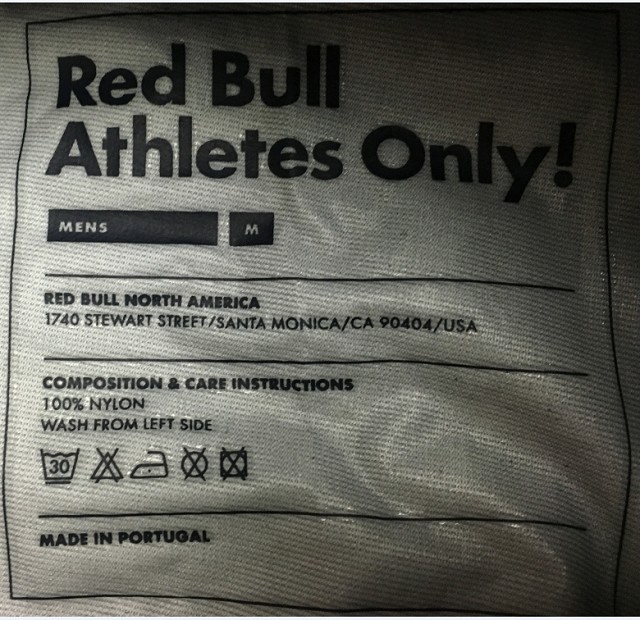 Red Bull
Athletes Only!
MENS M
RED BULL NORTH AMERICA
1740 STEWART STREET/SANTA MONICA/CA 90404/USA
COMPOSITION & CARE INSTRUCTIONS
100% NYLON
WASH FROM LEFT SIDE
30
MADE IN PORTUGAL